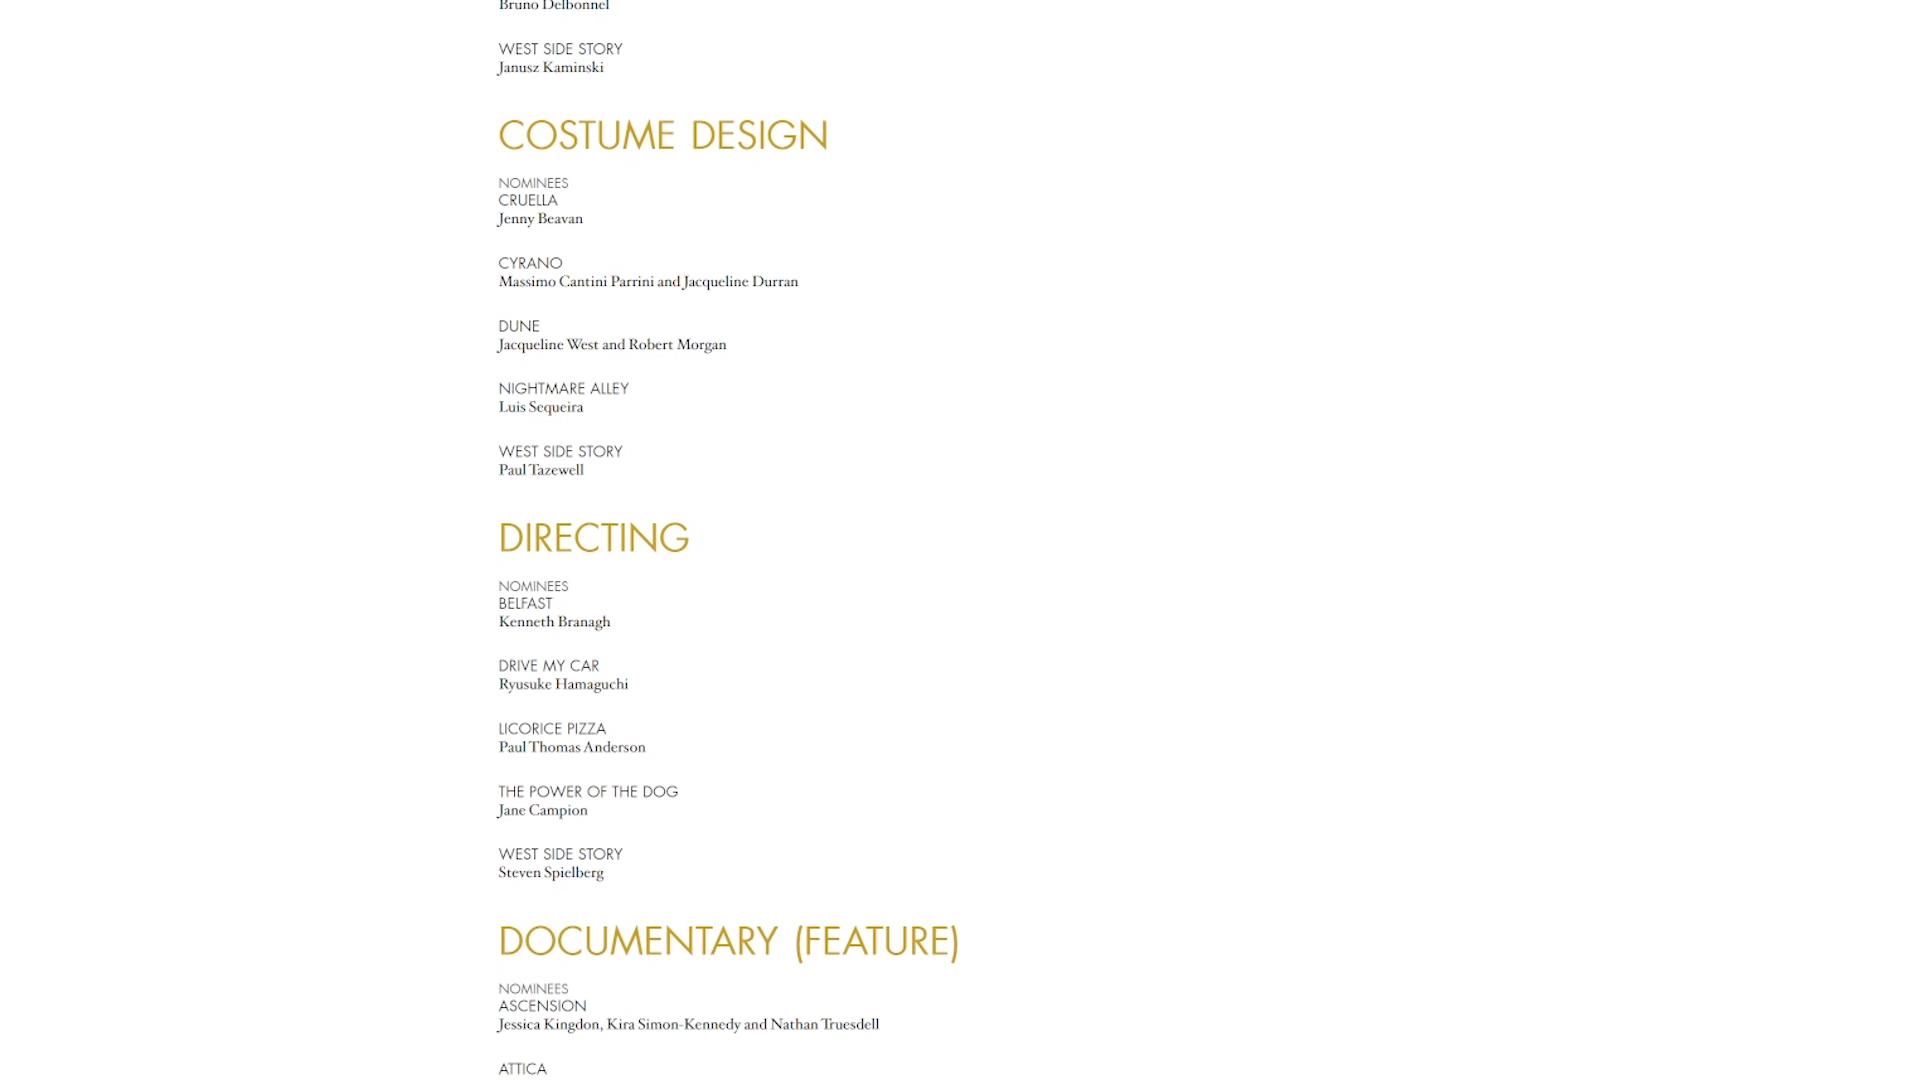 Bruno Delbonnel
WEST SIDE STORY
Janusz Kaminski
COSTUME DESIGN
NOMINEES
CRUELLA
Jenny Beavan
CYRANO
Massimo Cantini Parrini and Jacqueline Durran
DUNE
Jacqueline West and Robert Morgan
NIGHTMARE ALLEY
Luis Sequeira
WEST SIDE STORY
Paul Tazewell
DIRECTING
NOMINEES
BELFAST
Kenneth Branagh
DRIVE MY CAR
Ryusuke Hamaguchi
LICORICE PIZZA
Paul Thomas Anderson
THE POWER OF THE DOG
Jane Campion
WEST SIDE STORY
Steven Spielberg
DOCUMENTARY (FEATURE)
NOMINEES
ASCENSION
Jessica Kingdon, Kira Simon-Kennedy and Nathan Truesdell
ATTICA